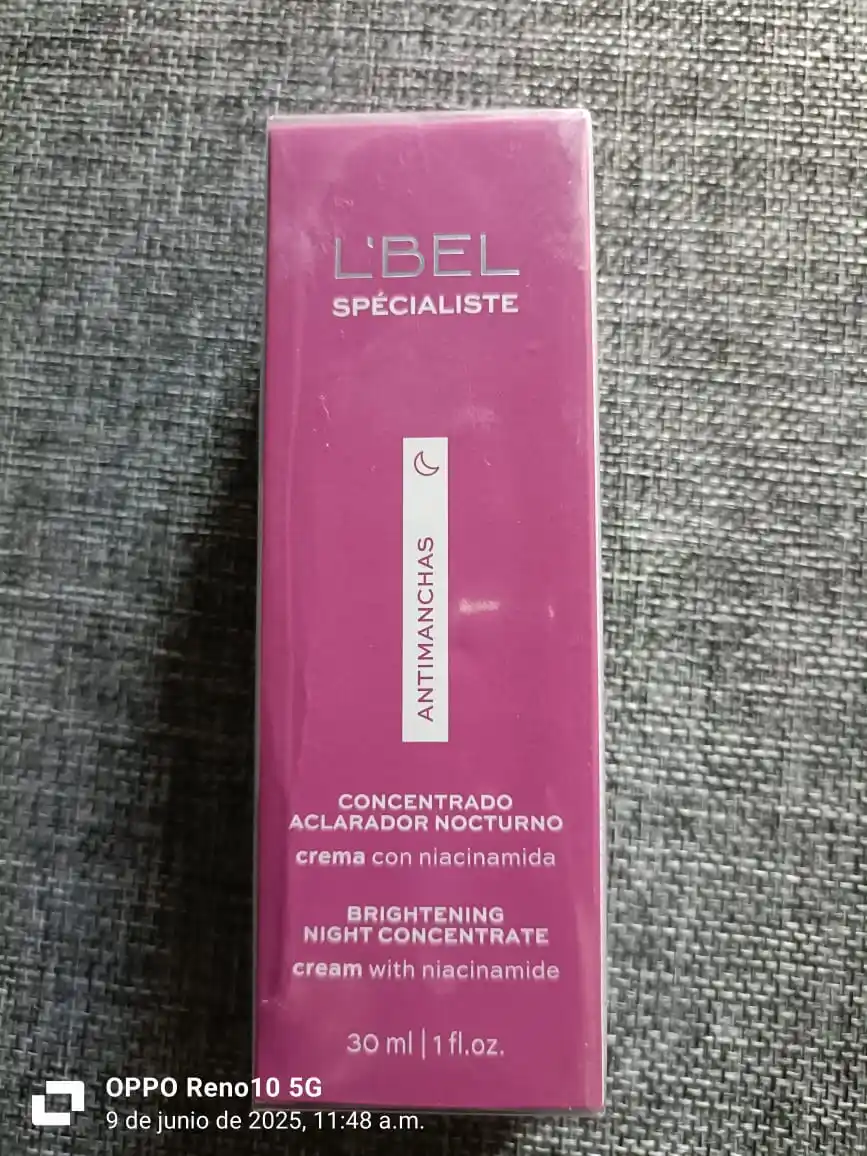 L'BEL
SPÉCIALISTE
ANTIMANCHAS
CONCENTRADO
ACLARADOR NOCTURNO
crema con niacinamida
BRIGHTENING
NIGHT CONCENTRATE
cream with niacinamide
30 ml | 1 fl.oz.
OPPO Reno10 5G
9 de junio de 2025, 11:48 a.m.